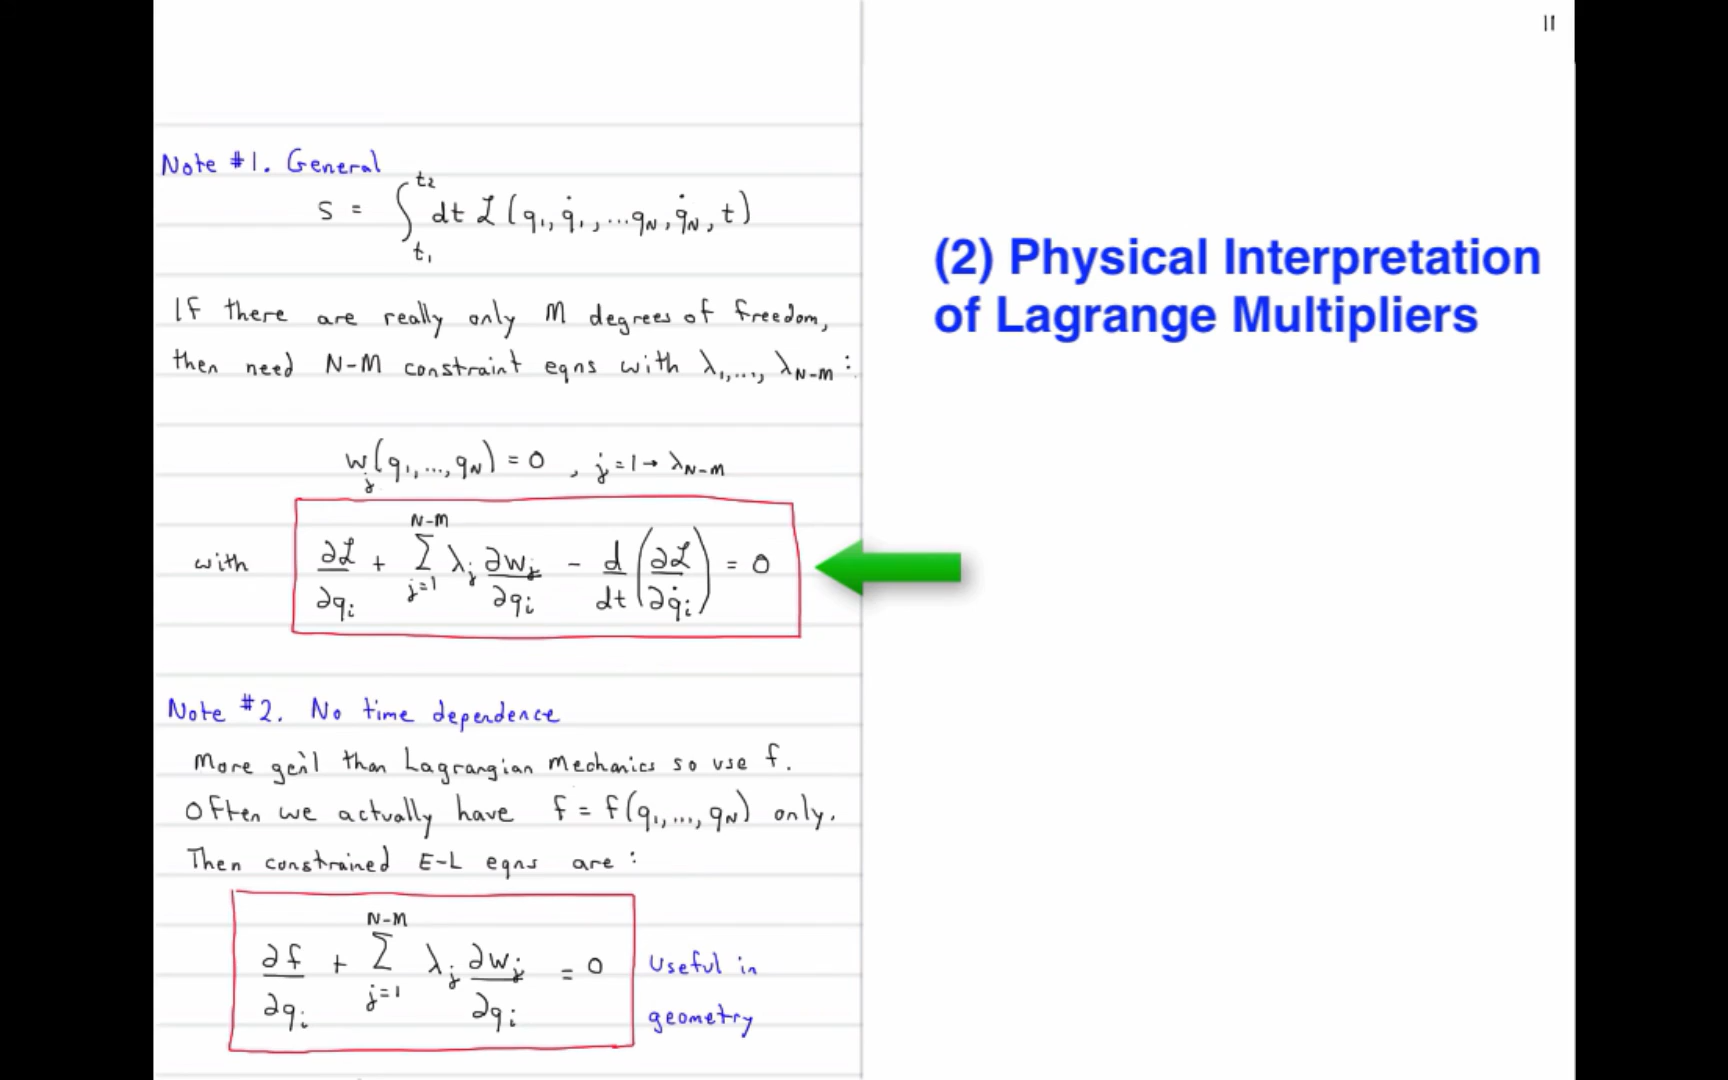 11
Note #1. General
S = ∫_{t₁}^{t₂} dt ℒ (q₁, q̇₁, ... q_N, q̇_N, t)
If there are really only M degrees of freedom,
then need N-M constraint eqns with λ₁, ..., λ_{N-M} :
w_j (q₁, ..., q_N) = 0 , j = 1 → λ_{N-M}
with ∂ℒ/∂q_i + Σ_{j=1}^{N-M} λ_j ∂w_j/∂q_i - d/dt (∂ℒ/∂q̇_i) = 0
Note #2. No time dependence
More gen'l than Lagrangian Mechanics so use f.
Often we actually have f = f(q₁, ..., q_N) only.
Then constrained E-L eqns are :
∂f/∂q_i + Σ_{j=1}^{N-M} λ_j ∂w_j/∂q_i = 0
Useful in
geometry
(2) Physical Interpretation
of Lagrange Multipliers